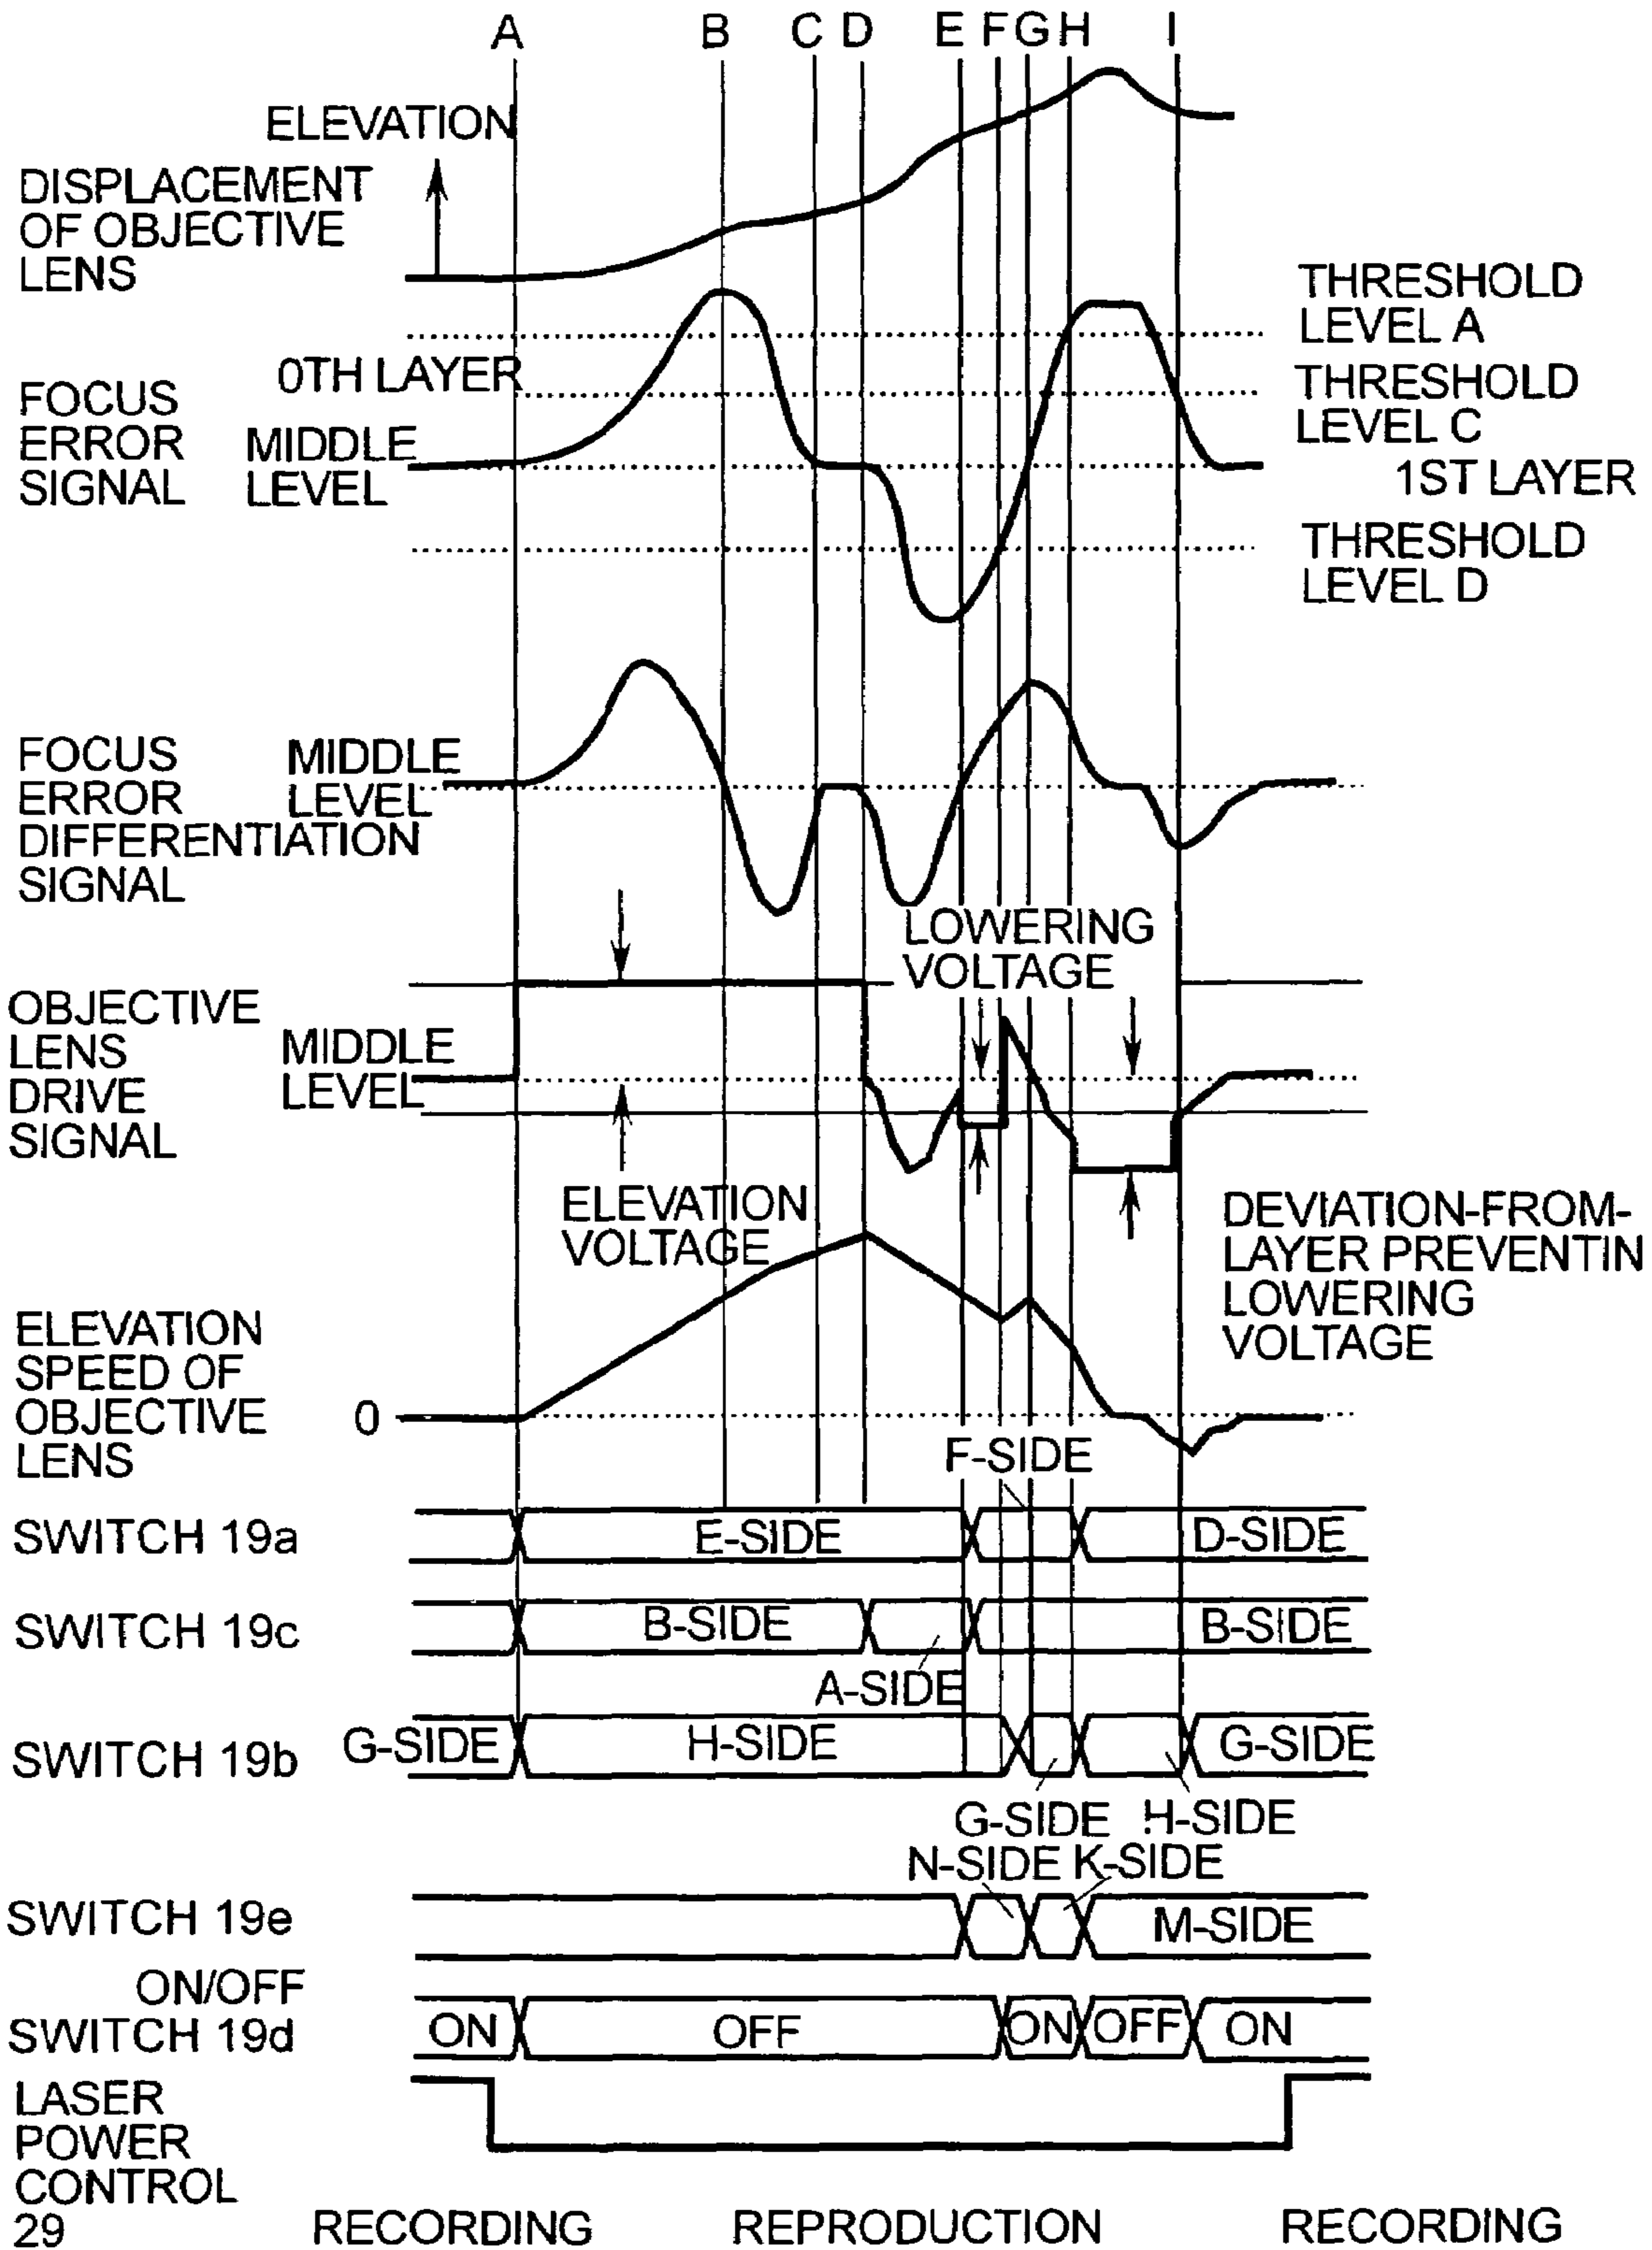 A B C D E F G H I
ELEVATION
DISPLACEMENT
OF OBJECTIVE
LENS
THRESHOLD
LEVEL A
0TH LAYER
THRESHOLD
LEVEL C
FOCUS
ERROR
SIGNAL
MIDDLE
LEVEL
1ST LAYER
THRESHOLD
LEVEL D
FOCUS
ERROR
DIFFERENTIATION
SIGNAL
MIDDLE
LEVEL
LOWERING
VOLTAGE
OBJECTIVE
LENS
DRIVE
SIGNAL
MIDDLE
LEVEL
ELEVATION
VOLTAGE
DEVIATION-FROM-
LAYER PREVENTIN
LOWERING
VOLTAGE
ELEVATION
SPEED OF
OBJECTIVE
LENS
0
F-SIDE
SWITCH 19a E-SIDE D-SIDE
SWITCH 19c B-SIDE B-SIDE
A-SIDE
SWITCH 19b G-SIDE H-SIDE G-SIDE
G-SIDE H-SIDE
N-SIDE K-SIDE
SWITCH 19e M-SIDE
ON/OFF
SWITCH 19d ON OFF ON OFF ON
LASER
POWER
CONTROL
29
RECORDING REPRODUCTION RECORDING